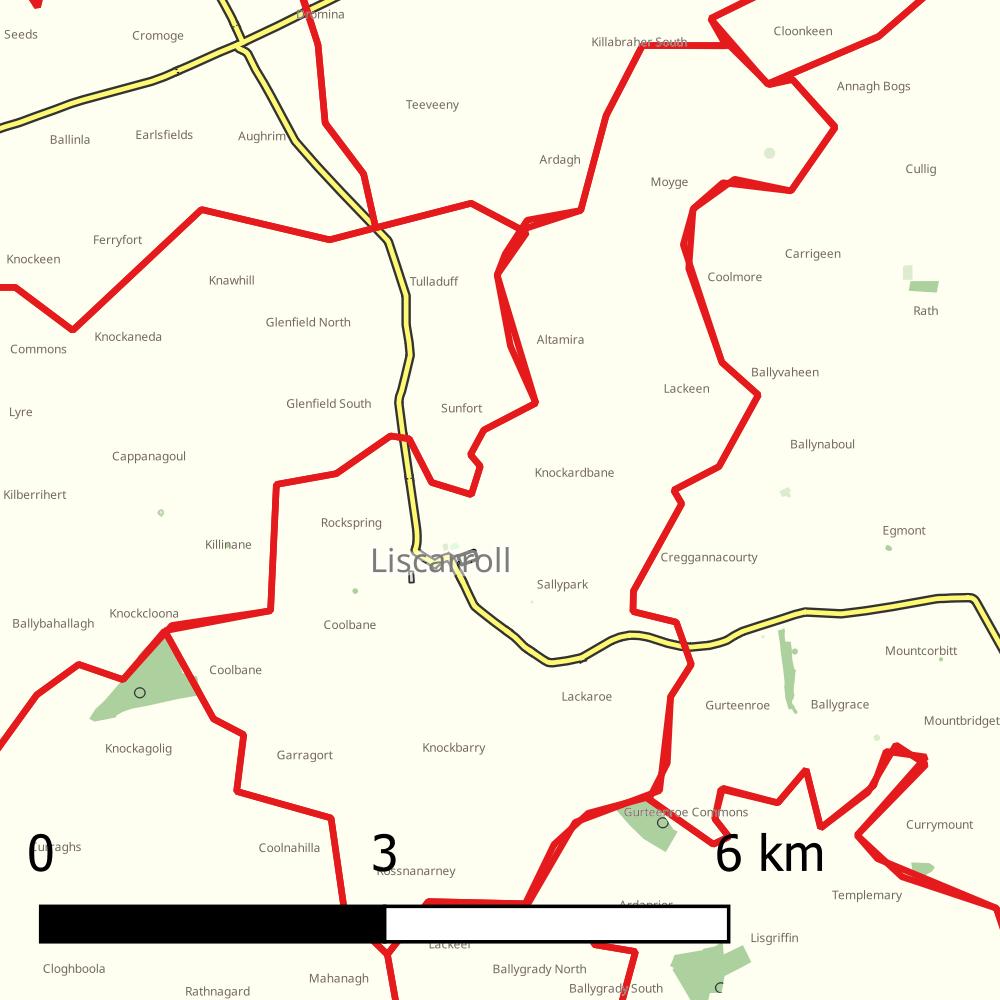 Dromina
Seeds
Cromoge
Cloonkeen
Killabraher South
Annagh Bogs
Teeveeny
Ballinla
Earlsfields
Aughrim
Ardagh
Cullig
Moyge
Ferryfort
Carrigeen
Knockeen
Knawhill
Tulladuff
Coolmore
Rath
Glenfield North
Knockaneda
Altamira
Commons
Ballyvaheen
Lackeen
Glenfield South
Sunfort
Lyre
Ballynaboul
Cappanagoul
Knockardbane
Kilberrihert
Rockspring
Egmont
Killinane
Liscarroll
Creggannacourty
Sallypark
Knockcloona
Ballybahallagh
Coolbane
Mountcorbitt
Coolbane
Lackaroe
Gurteenroe
Ballygrace
Mountbridget
Knockagolig
Knockbarry
Garragort
Gurteenroe Commons
Currymount
Curraghs
Coolnahilla
0
3
6 km
Rossnanarney
Templemary
Ardaprior
Lisgriffin
Lackeel
Cloghboola
Ballygrady North
Mahanagh
Ballygrady South
Rathnagard